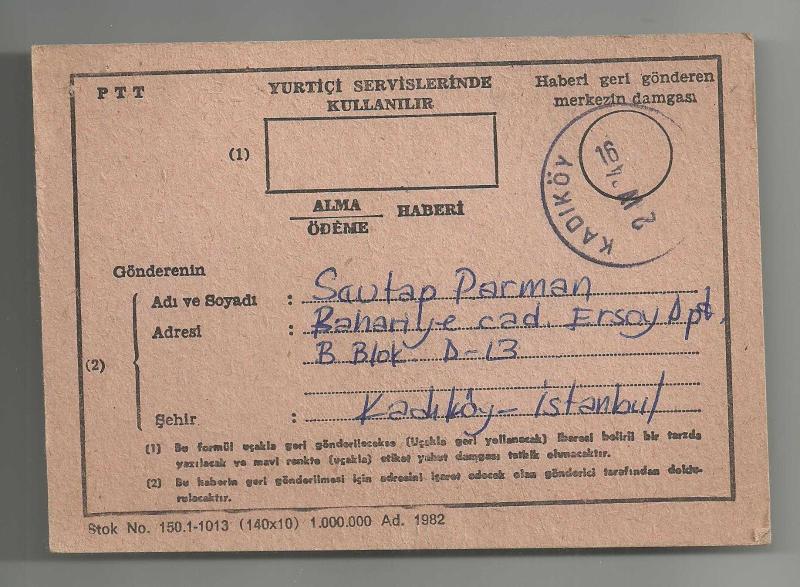 PTT
YURTİÇİ SERVİSLERİNDE
KULLANILIR
Haberi geri gönderen
merkezin damgası
(1)
KADIKÖY
ALMA
ÖDEME
HABERİ
Gönderenin
(2)
Adı ve Soyadı : Parman
Adresi : Bahariye cad. Ersoy Apt.
B Blok D-13
Şehir : Kadıköy - istanbul
(1) Bu formül uçakla geri gönderilecekse (Uçakla geri yollanacak) ibaresi belirli bir tarzda
yazılacak ve mavi renkte (uçakla) etiket yahut damgası tatbik olunacaktır.
(2) Bu haberin geri gönderilmesi için adresini işaret edecek olan gönderici tarafından doldu-
rulacaktır.
Stok No. 150.1-1013 (140x10) 1.000.000 Ad. 1982